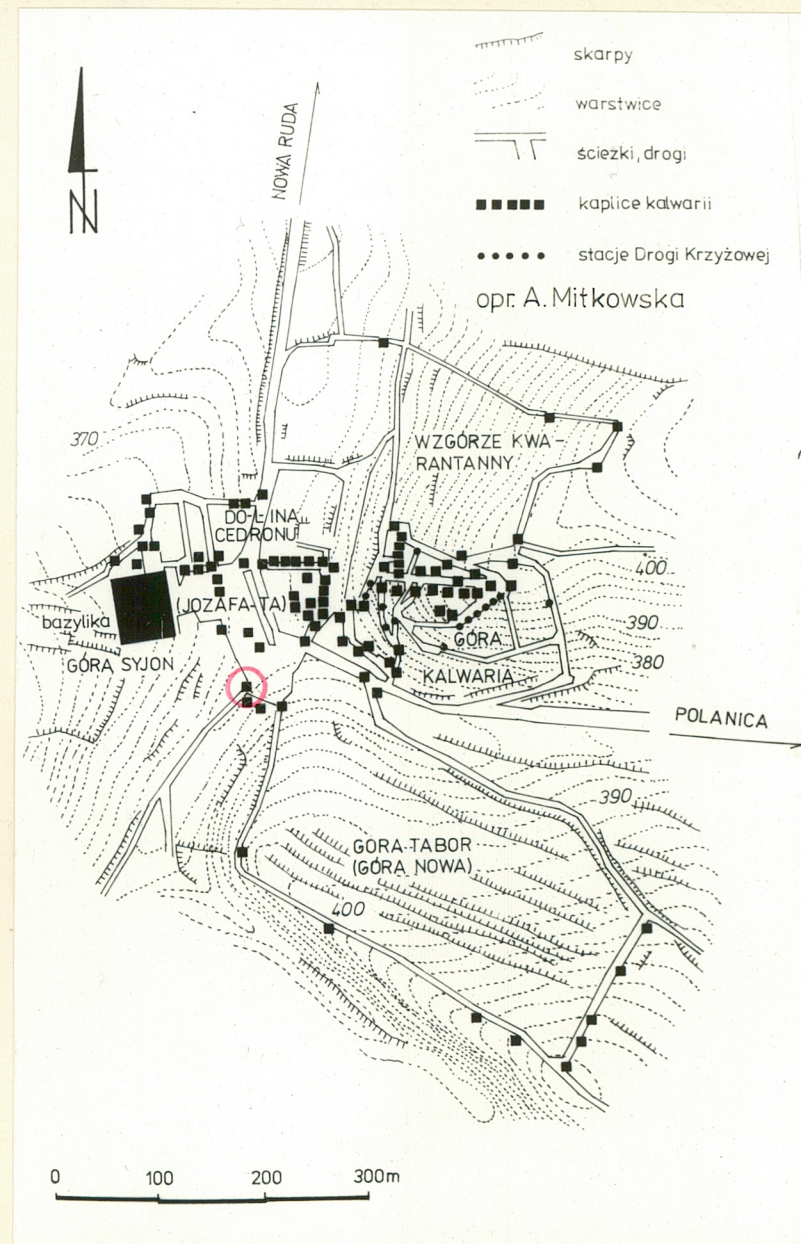 skarpy
warstwice
ścieżki, drogi
kaplice kalwarii
stacje Drogi Krzyżowej
opr. A. Mitkowska
N
NOWA RUDA
370
WZGÓRZE KWA-
RANTANNY
DO-LINA
CEDRONU
(JOZAFA-TA)
bazylika
GÓRA SYJON
400
390
380
GÓRA
KALWARIA
POLANICA
390
GÓRA-TABOR
(GÓRA NOWA)
400
0 100 200 300m